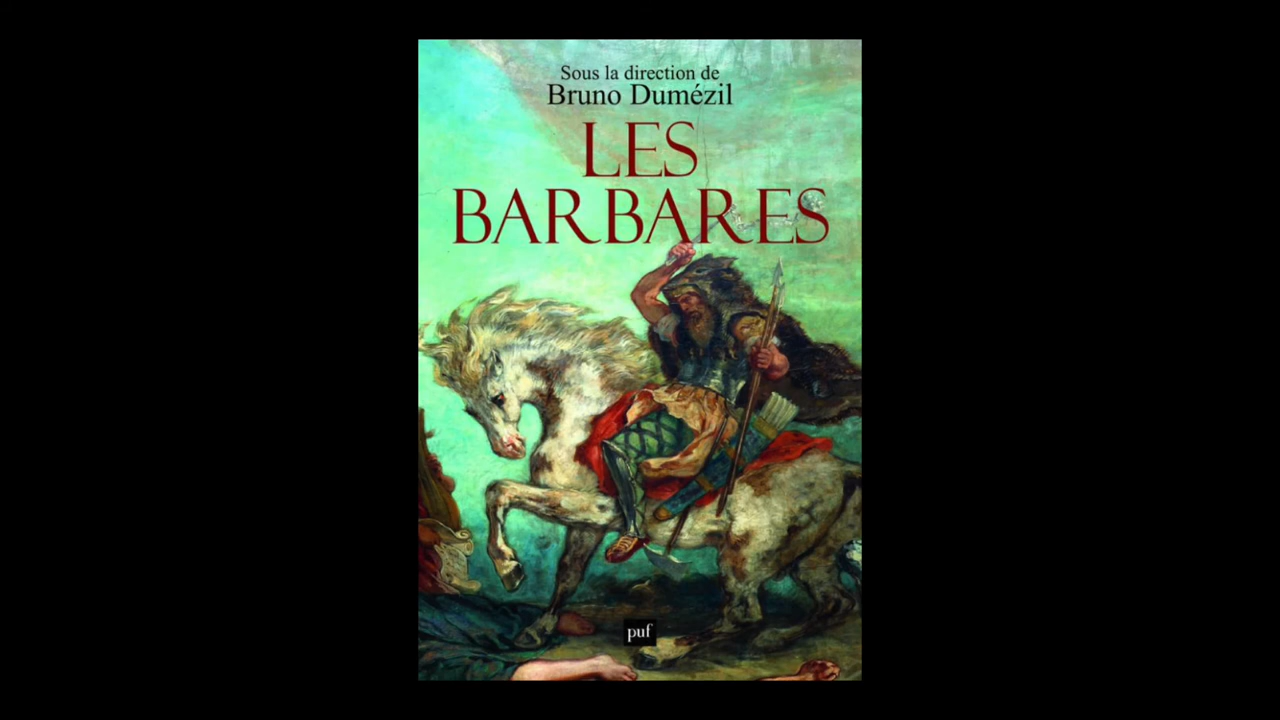 Sous la direction de
Bruno Dumézil
LES
BARBARES
puf